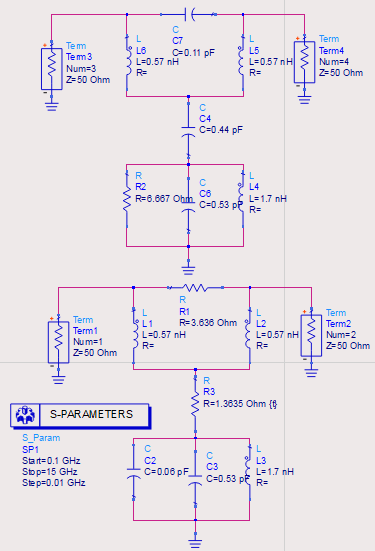 C
C7
C=0.11 pF
Term
Term3
Num=3
Z=50 Ohm
L
L6
L=0.57 nH
R=
L
L5
L=0.57 nH
R=
Term
Term4
Num=4
Z=50 Ohm
C
C4
C=0.44 pF
R
R2
R=6.667 Ohm
C
C6
C=0.53 pF
L
L4
L=1.7 nH
R=
R
R1
R=3.636 Ohm
Term
Term1
Num=1
Z=50 Ohm
L
L1
L=0.57 nH
R=
L
L2
L=0.57 nH
R=
Term
Term2
Num=2
Z=50 Ohm
R
R3
R=1.3635 Ohm {t}
S-PARAMETERS
S_Param
SP1
Start=0.1 GHz
Stop=15 GHz
Step=0.01 GHz
C
C2
C=0.06 pF
C
C3
C=0.53 pF
L
L3
L=1.7 nH
R=